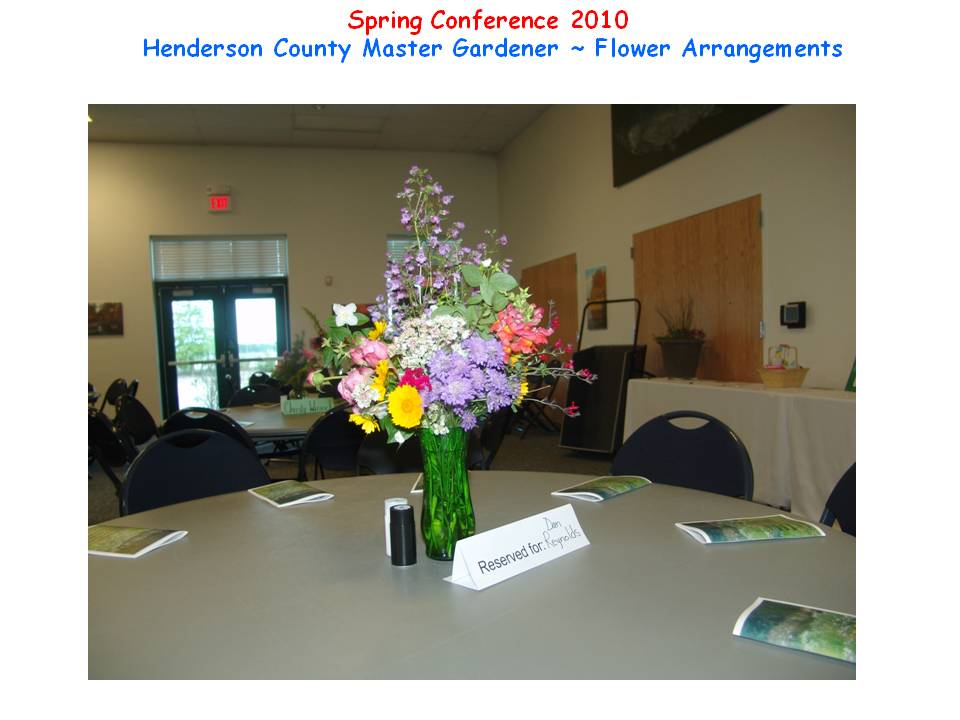 Spring Conference 2010
Henderson County Master Gardener ~ Flower Arrangements
EXIT
Reserved for: Dan
Reynolds